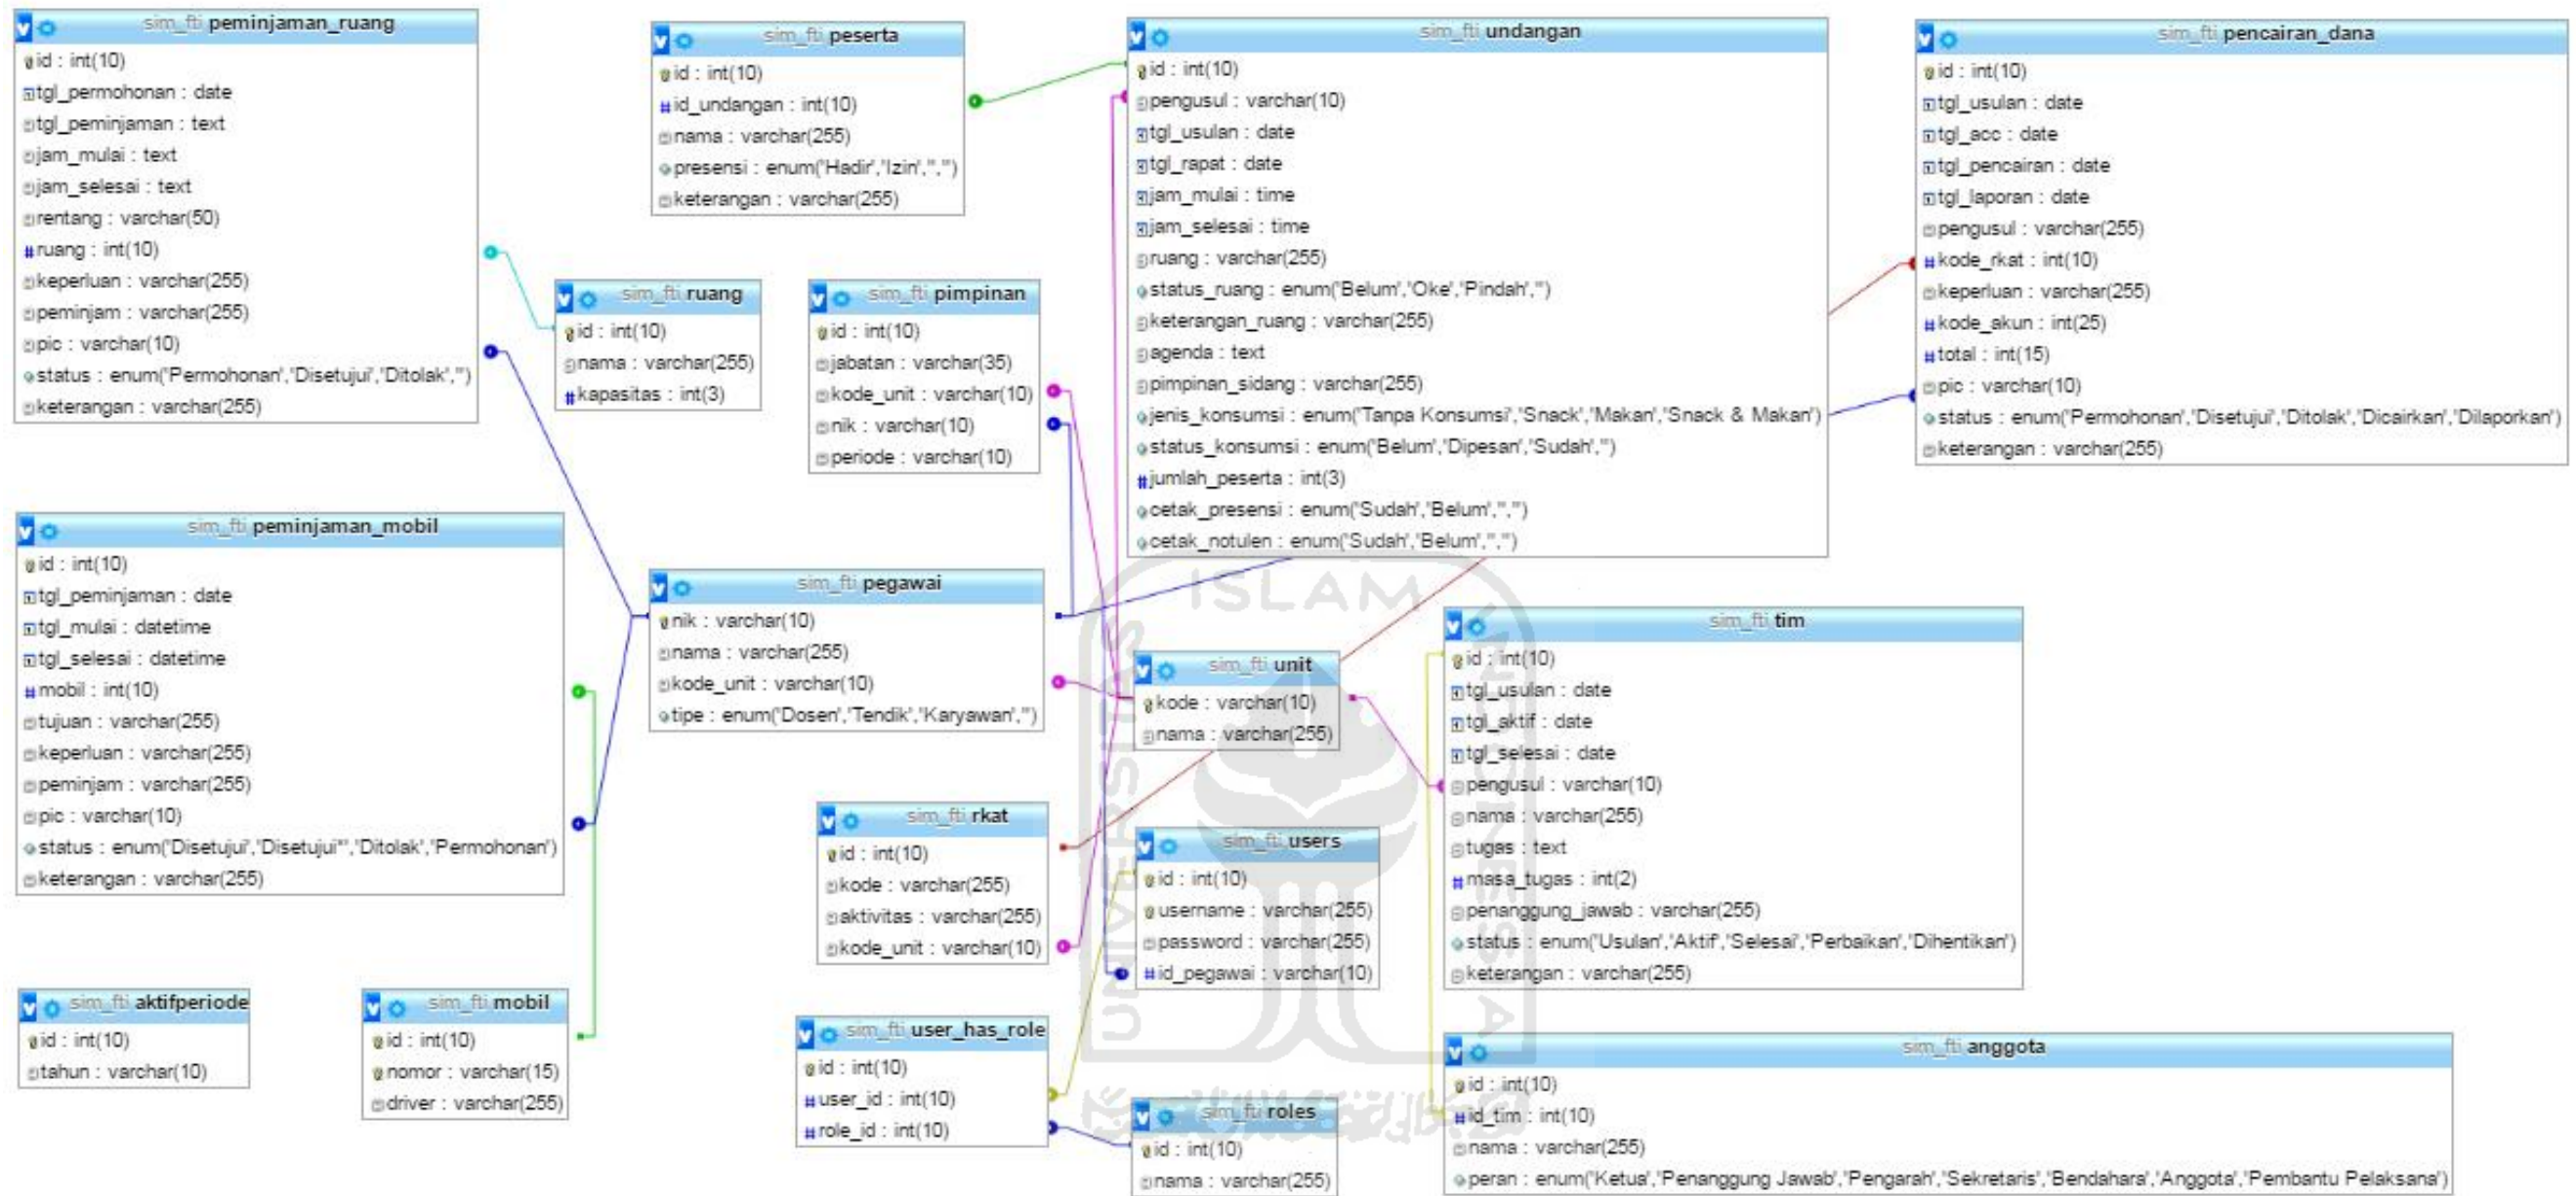 sim_fti peminjaman_ruang
id : int(10)
tgl_permohonan : date
tgl_peminjaman : text
jam_mulai : text
jam_selesai : text
rentang : varchar(50)
#ruang : int(10)
keperluan : varchar(255)
peminjam : varchar(255)
pic : varchar(10)
status : enum('Permohonan','Disetujui','Ditolak','')
keterangan : varchar(255)
sim_fti peserta
id : int(10)
#id_undangan : int(10)
nama : varchar(255)
presensi : enum('Hadir','Izin','','')
keterangan : varchar(255)
sim_fti undangan
id : int(10)
pengusul : varchar(10)
tgl_usulan : date
tgl_rapat : date
jam_mulai : time
jam_selesai : time
ruang : varchar(255)
status_ruang : enum('Belum','Oke','Pindah','')
keterangan_ruang : varchar(255)
agenda : text
pimpinan_sidang : varchar(255)
jenis_konsumsi : enum('Tanpa Konsumsi','Snack','Makan','Snack & Makan')
status_konsumsi : enum('Belum','Dipesan','Sudah','')
#jumlah_peserta : int(3)
cetak_presensi : enum('Sudah','Belum','','')
cetak_notulen : enum('Sudah','Belum','','')
sim_fti pencairan_dana
id : int(10)
tgl_usulan : date
tgl_acc : date
tgl_pencairan : date
tgl_laporan : date
pengusul : varchar(255)
#kode_rkat : int(10)
keperluan : varchar(255)
#kode_akun : int(25)
#total : int(15)
pic : varchar(10)
status : enum('Permohonan','Disetujui','Ditolak','Dicairkan','Dilaporkan')
keterangan : varchar(255)
sim_fti ruang
id : int(10)
nama : varchar(255)
#kapasitas : int(3)
sim_fti pimpinan
id : int(10)
jabatan : varchar(35)
kode_unit : varchar(10)
nik : varchar(10)
periode : varchar(10)
sim_fti peminjaman_mobil
id : int(10)
tgl_peminjaman : date
tgl_mulai : datetime
tgl_selesai : datetime
#mobil : int(10)
tujuan : varchar(255)
keperluan : varchar(255)
peminjam : varchar(255)
pic : varchar(10)
status : enum('Disetujui','Disetujui*','Ditolak','Permohonan')
keterangan : varchar(255)
sim_fti pegawai
nik : varchar(10)
nama : varchar(255)
kode_unit : varchar(10)
tipe : enum('Dosen','Tendik','Karyawan','')
sim_fti unit
kode : varchar(10)
nama : varchar(255)
sim_fti tim
id : int(10)
tgl_usulan : date
tgl_aktif : date
tgl_selesai : date
pengusul : varchar(10)
nama : varchar(255)
tugas : text
#masa_tugas : int(2)
penanggung_jawab : varchar(255)
status : enum('Usulan','Aktif','Selesai','Perbaikan','Dihentikan')
keterangan : varchar(255)
sim_fti rkat
id : int(10)
kode : varchar(255)
aktivitas : varchar(255)
kode_unit : varchar(10)
sim_fti users
id : int(10)
username : varchar(255)
password : varchar(255)
#id_pegawai : varchar(10)
sim_fti aktifperiode
id : int(10)
tahun : varchar(10)
sim_fti mobil
id : int(10)
nomor : varchar(15)
driver : varchar(255)
sim_fti user_has_role
id : int(10)
#user_id : int(10)
#role_id : int(10)
sim_fti roles
id : int(10)
nama : varchar(255)
sim_fti anggota
id : int(10)
#id_tim : int(10)
nama : varchar(255)
peran : enum('Ketua','Penanggung Jawab','Pengarah','Sekretaris','Bendahara','Anggota','Pembantu Pelaksana')
UNIVERSITAS
ISLAM
INDONESIA